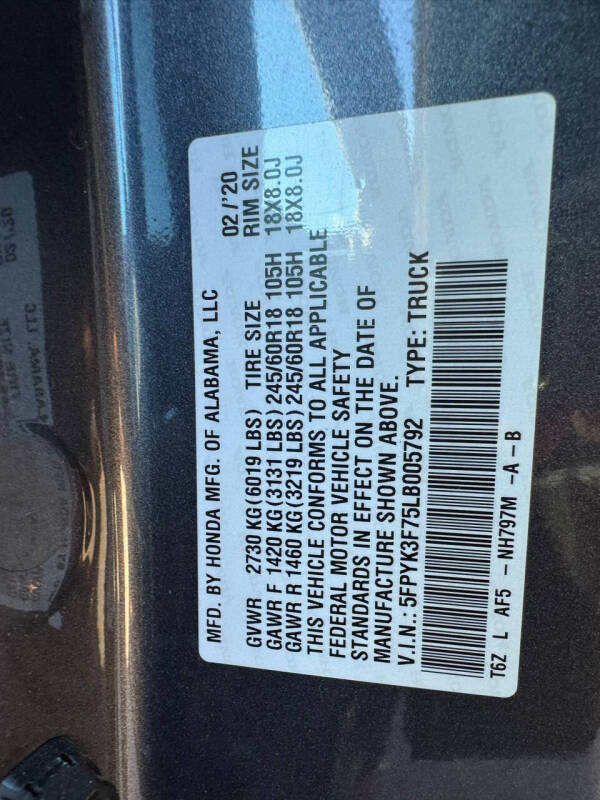 MFD. BY HONDA MFG. OF ALABAMA, LLC 02/'20
GVWR 2730 KG (6019 LBS) TIRE SIZE RIM SIZE
GAWR F 1420 KG (3131 LBS) 245/60R18 105H 18X8.0J
GAWR R 1460 KG (3219 LBS) 245/60R18 105H 18X8.0J
THIS VEHICLE CONFORMS TO ALL APPLICABLE
FEDERAL MOTOR VEHICLE SAFETY
STANDARDS IN EFFECT ON THE DATE OF
MANUFACTURE SHOWN ABOVE.
V.I.N.: 5FPYK3F75LB005792 TYPE: TRUCK
T6Z L AF5 - NH797M -A-B